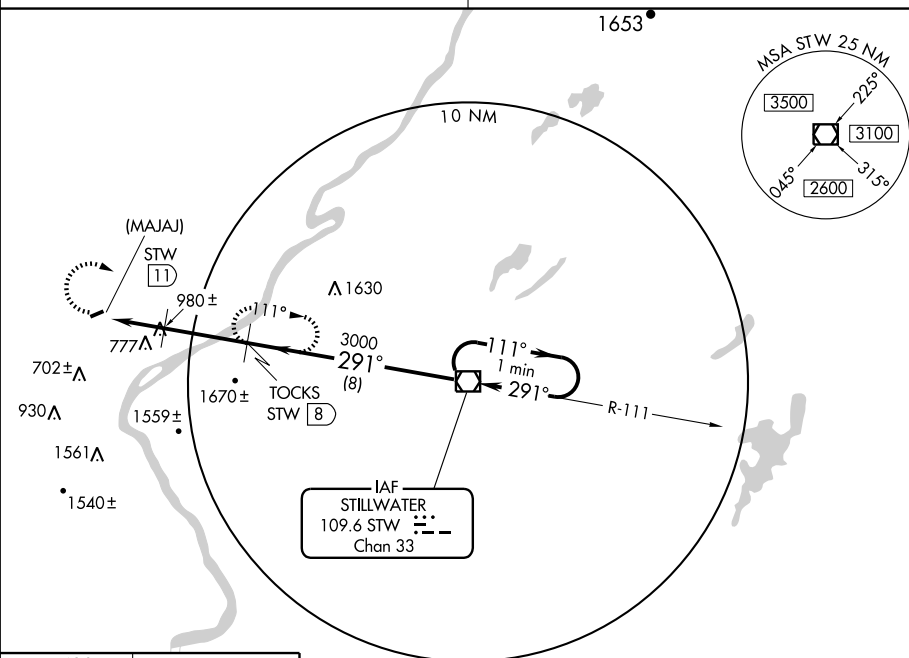 1653
MSA STW 25 NM
225°
3500
3100
045°
315°
2600
10 NM
(MAJAJ)
STW
11
980±
111°
1630
777
3000
291°
(8)
111°
1 min
291°
702±
1670±
TOCKS
STW 8
R-111
930
1559±
1561
1540±
IAF
STILLWATER
109.6 STW
Chan 33